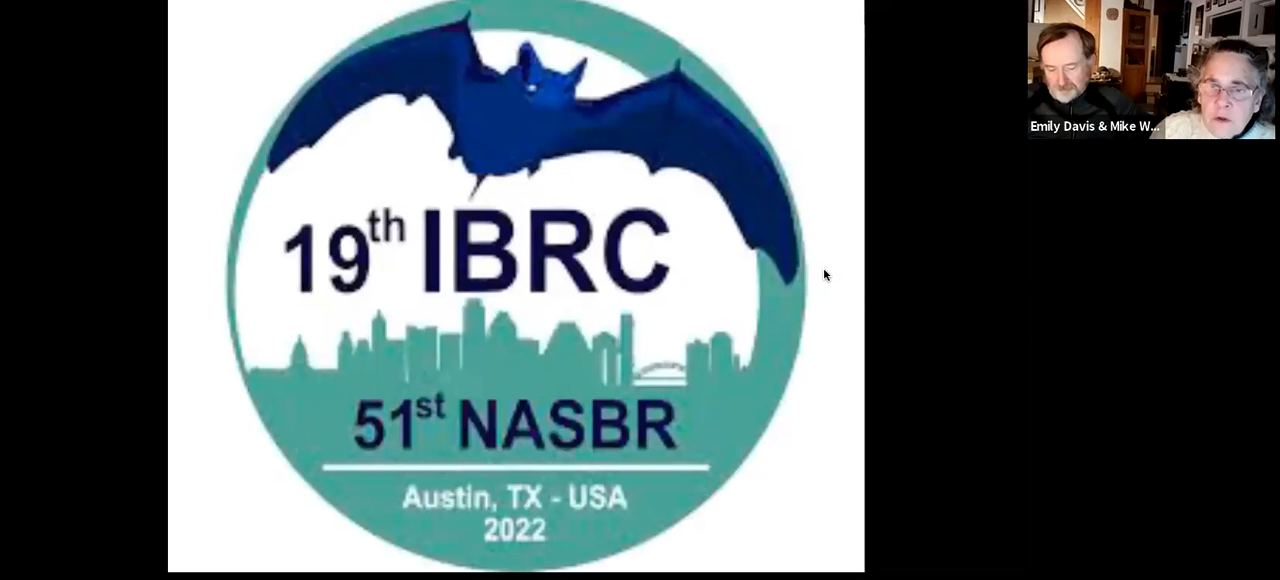 19th IBRC
51st NASBR
Austin, TX - USA
2022
Emily Davis & Mike W...